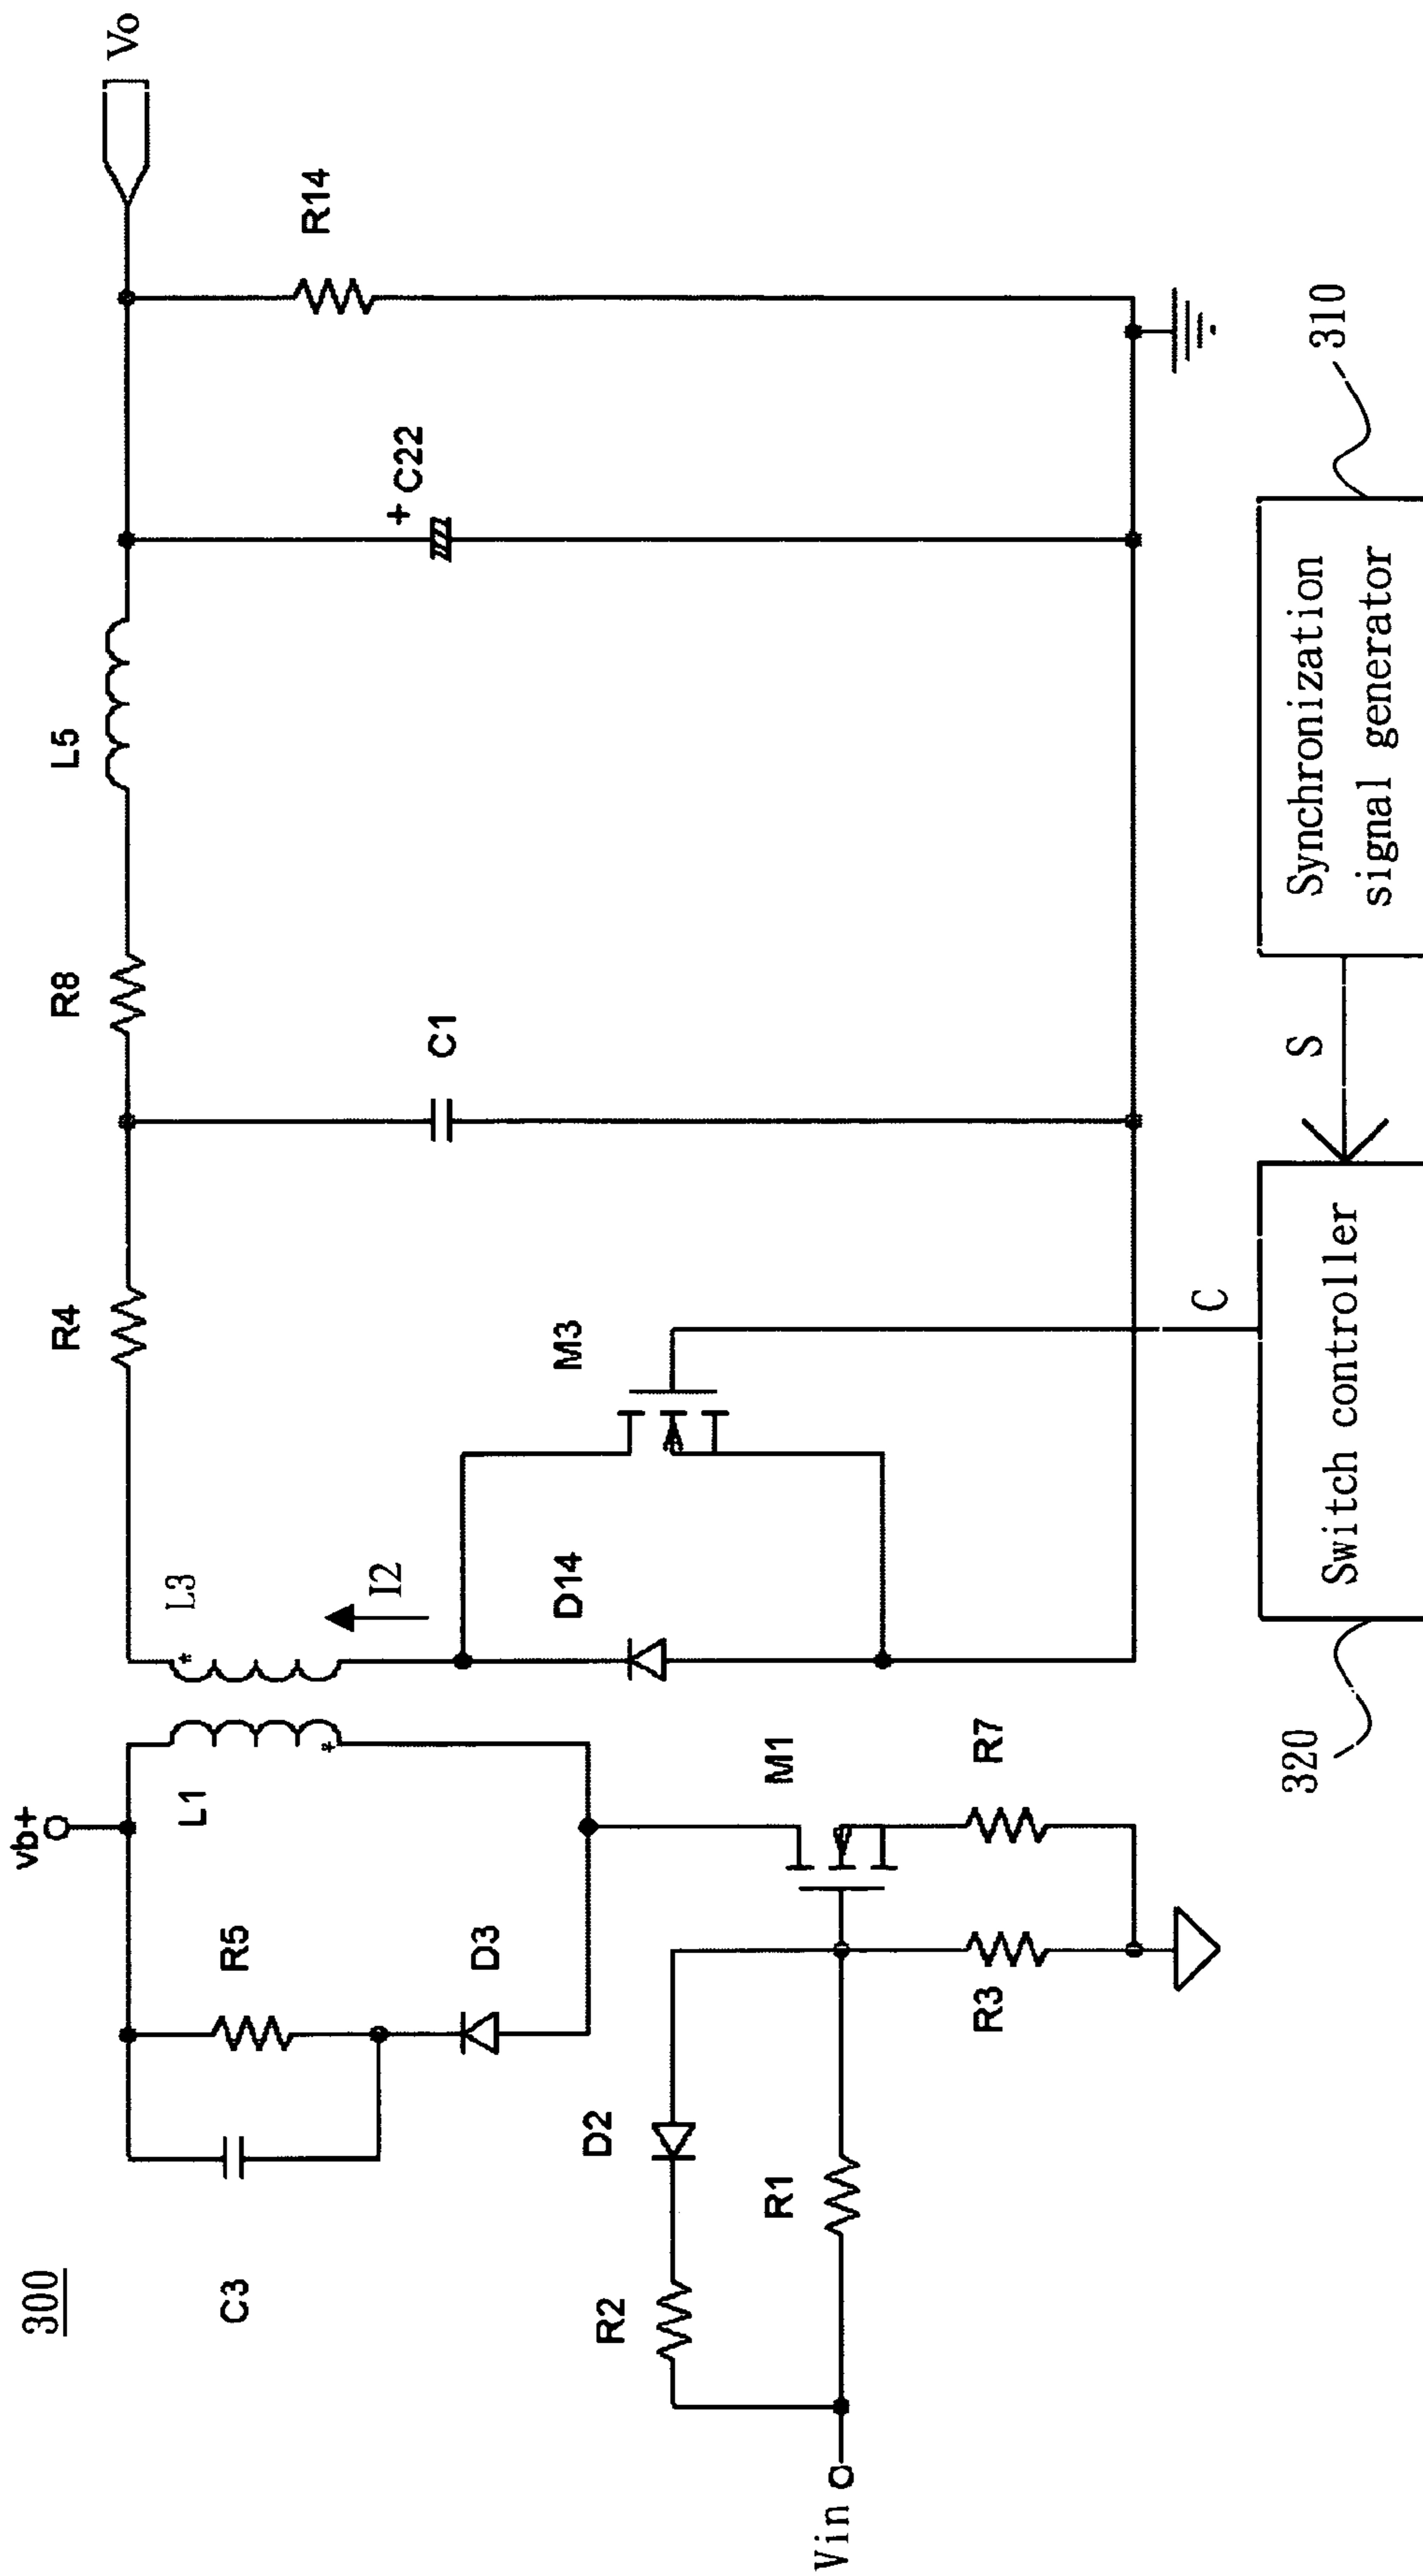 300
vb+
C3
R5
D3
L1
L3
I2
R4
R8
L5
Vo
D14
M3
C1
+
C22
R14
R2
D2
R1
Vin
M1
R3
R7
C
320
Switch controller
S
Synchronization
signal generator
310